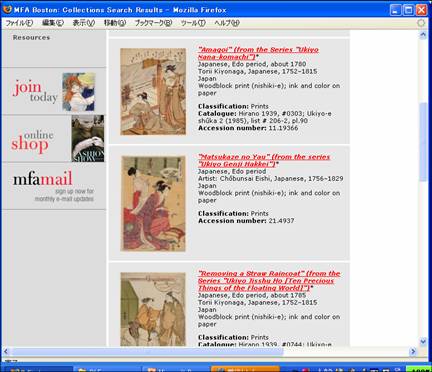 MFA Boston: Collections Search Results - Mozilla Firefox
ファイル(F) 編集(E) 表示(V) 移動(G) ブックマーク(B) ツール(T) ヘルプ(H)
Resources
join
today
online
shop
FASHION
SHOW
mfamail
sign up now for
monthly e-mail updates
"Amagoi" (from the Series "Ukiyo
Nana-komachi")*
Japanese, Edo period, about 1780
Torii Kiyonaga, Japanese, 1752–1815
Japan
Woodblock print (nishiki-e); ink and color on
paper
Classification: Prints
Catalogue: Hirano 1939, #0303; Ukiyo-e
shûka 2 (1985), list # 206-2, pl.90
Accession number: 11.19366
"Matsukaze no Yau" (from the series
"Ukiyo Genji Hakkei")*
Japanese, Edo period
Artist: Chôbunsai Eishi, Japanese, 1756–1829
Japan
Woodblock print (nishiki-e); ink and color on
paper
Classification: Prints
Accession number: 21.4937
"Removing a Straw Raincoat" (from the
Series "Ukiyo Jisshu Ho [Ten Precious
Things of the Floating World]")*
Japanese, Edo period, about 1785
Torii Kiyonaga, Japanese, 1752–1815
Japan
Woodblock print (nishiki-e); ink and color on
paper
Classification: Prints
Catalogue: Hirano 1939, #0744; Ukiyo-e
完了